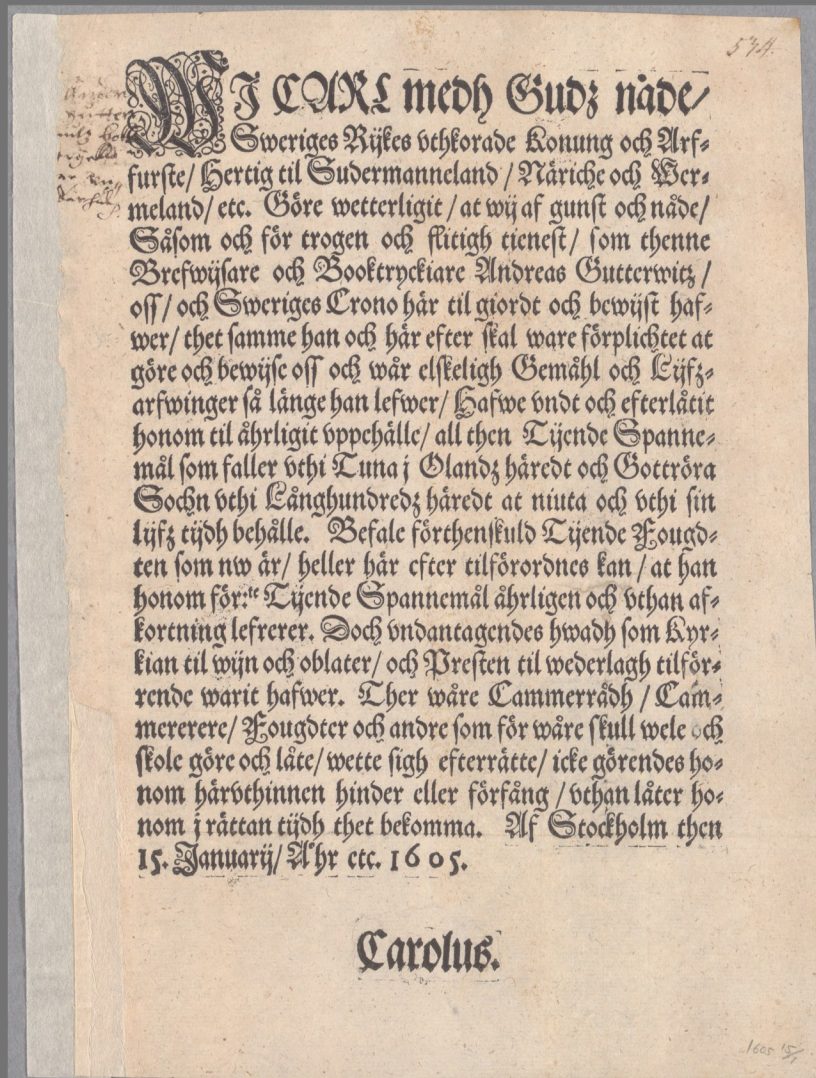 534.
WJ CARL medh Gudz nåde/
Sweriges Rijkes vthkorade Konung och Arf-
furste/ Hertig til Sudermanneland / Näriche och Wer-
meland/ etc. Göre wetterligit / at wij af gunst och nåde/
Såsom och för trogen och flitigh tienest/ som thenne
Brefwijsare och Booktryckiare Andreas Gutterwitz /
oss/ och Sweriges Crono här til giordt och bewijst haf-
wer/ thet samme han och här efter skal ware förplichtet at
göre och bewijse oss och wår elskeligh Gemåhl och Lijfz-
arfwinger så länge han lefwer/ Hafwe vndt och efterlåtit
honom til åhrligit vppehälle/ all then Tijende Spanne-
mål som faller vthi Tuna j Olandz häredt och Gottröra
Sochn vthi Långhundredz häredt at niuta och vthi sin
lijfz tijdh behålle. Befale förthenskuld Tijende Fougd-
ten som nw är/ heller här efter tilförordnes kan/ at han
honom för:te Tijende Spannemål åhrligen och vthan af-
kortning lefrerer. Doch vndantagendes hwadh som Kyr-
kian til wijn och oblater/ och Presten til wederlagh tilför-
rende warit hafwer. Ther wåre Cammerrådh / Cam-
mererere/ Fougdter och andre som för wåre skull wele och
skole göre och låte/ wette sigh efterrätte/ icke görendes ho-
nom härvthinnen hinder eller förfång / vthan låter ho-
nom j rättan tijdh thet bekomma. Af Stockholm then
15. Januarij/ Åhr etc. 1605.
Carolus.
1605 15/1